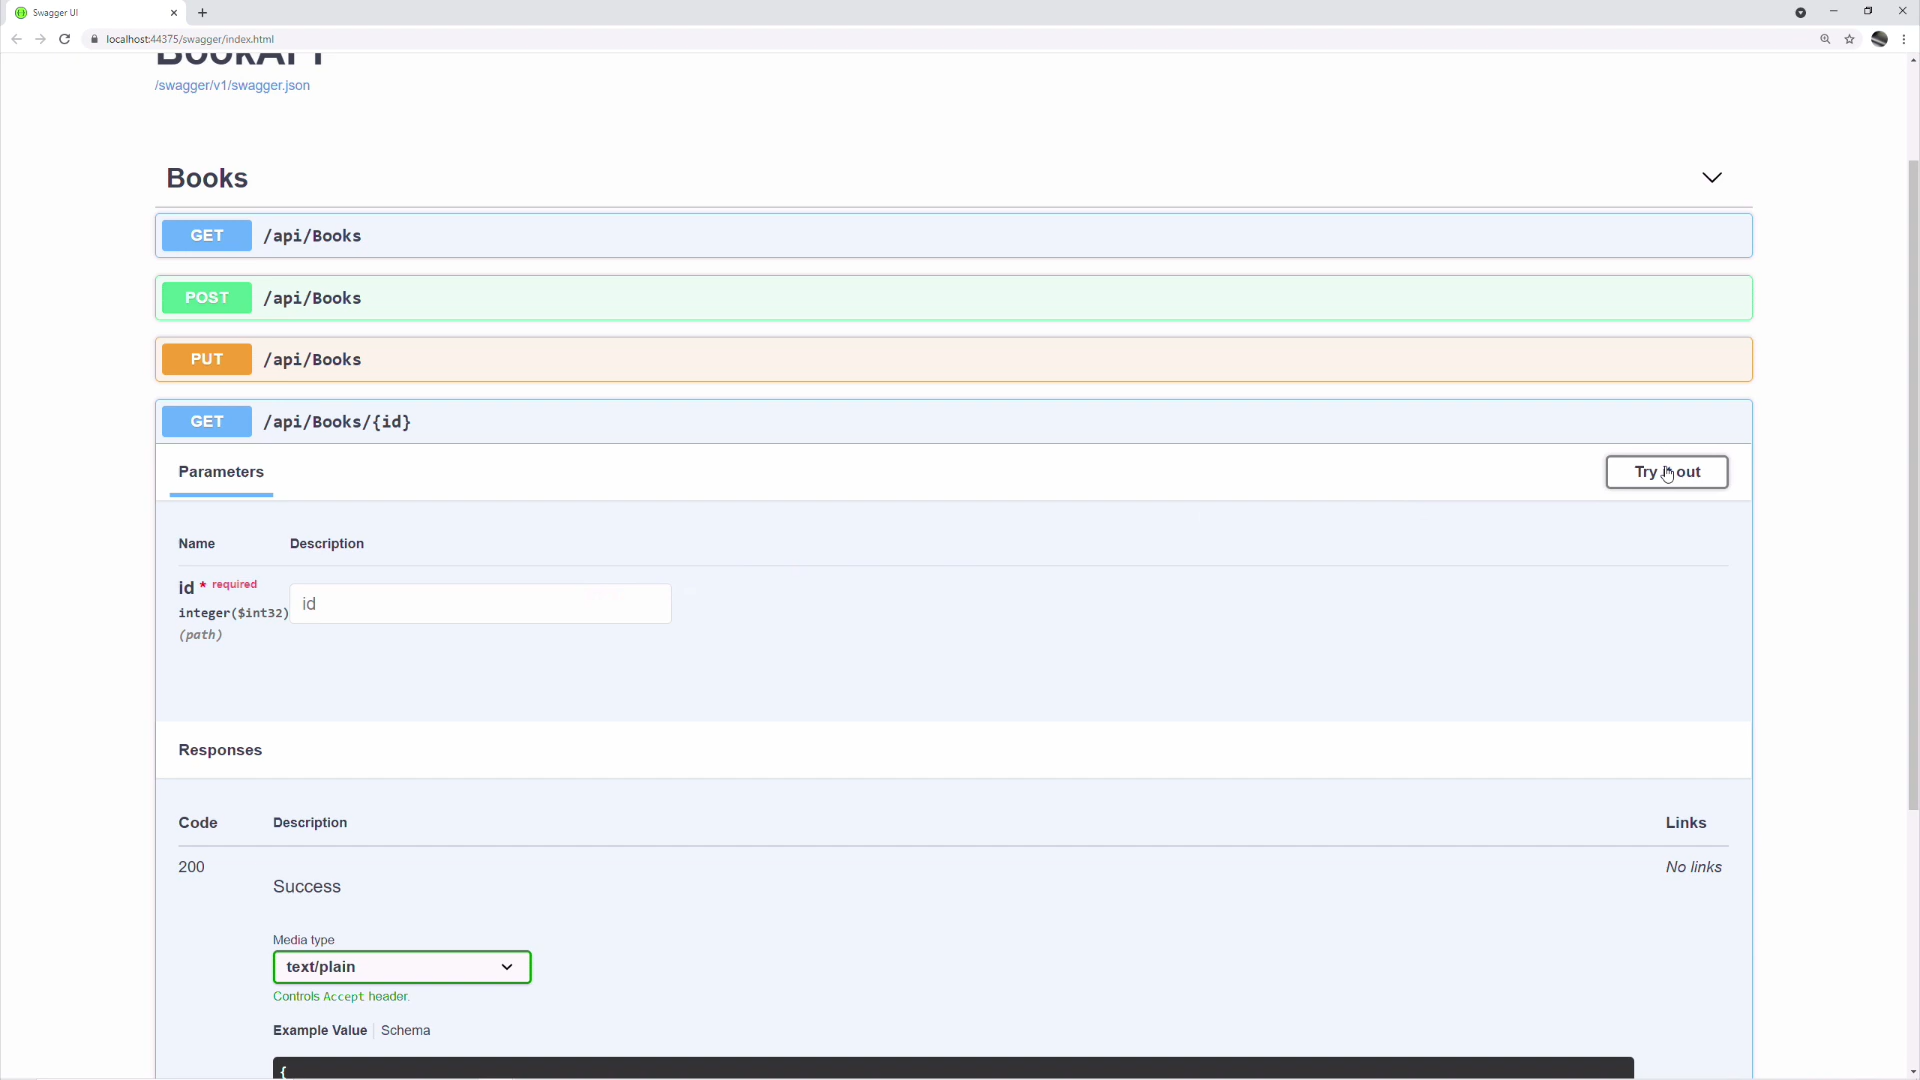 Swagger UI
localhost:44375/swagger/index.html
BookAPI
/swagger/v1/swagger.json
Books
GET /api/Books
POST /api/Books
PUT /api/Books
GET /api/Books/{id}
Parameters
Try it out
Name Description
id * required
integer($int32)
(path)
id
Responses
Code Description Links
200
Success
No links
Media type
text/plain
Controls Accept header.
Example Value Schema
{